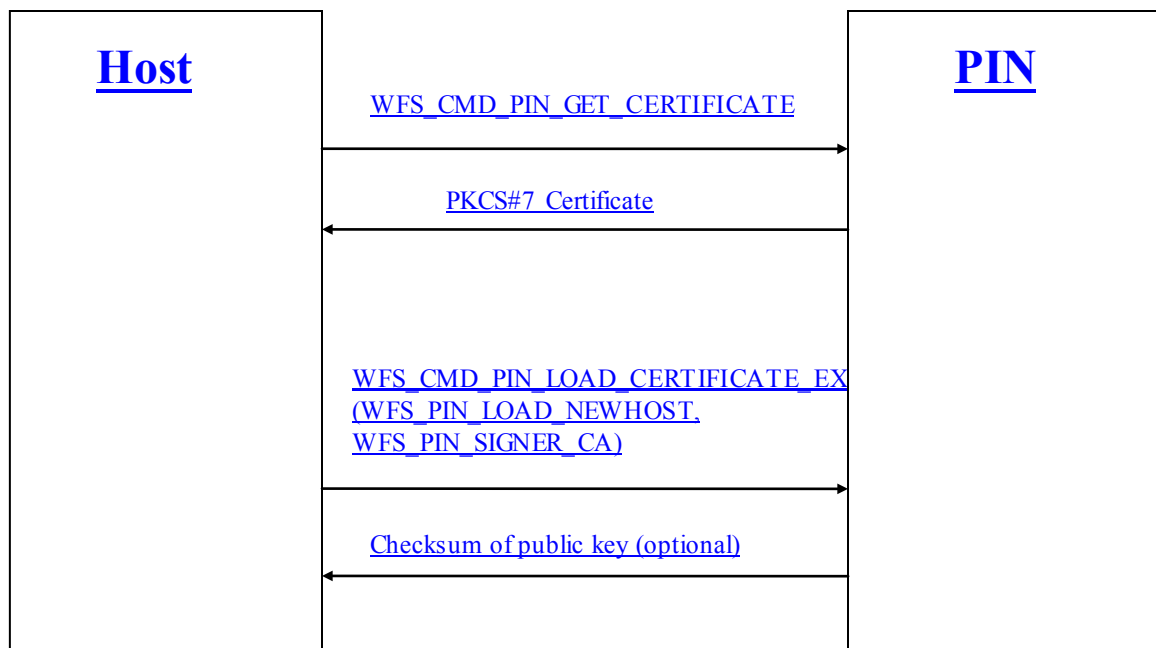 Host
PIN
WFS_CMD_PIN_GET_CERTIFICATE
PKCS#7 Certificate
WFS_CMD_PIN_LOAD_CERTIFICATE_EX
(WFS_PIN_LOAD_NEWHOST,
WFS_PIN_SIGNER_CA)
Checksum of public key (optional)